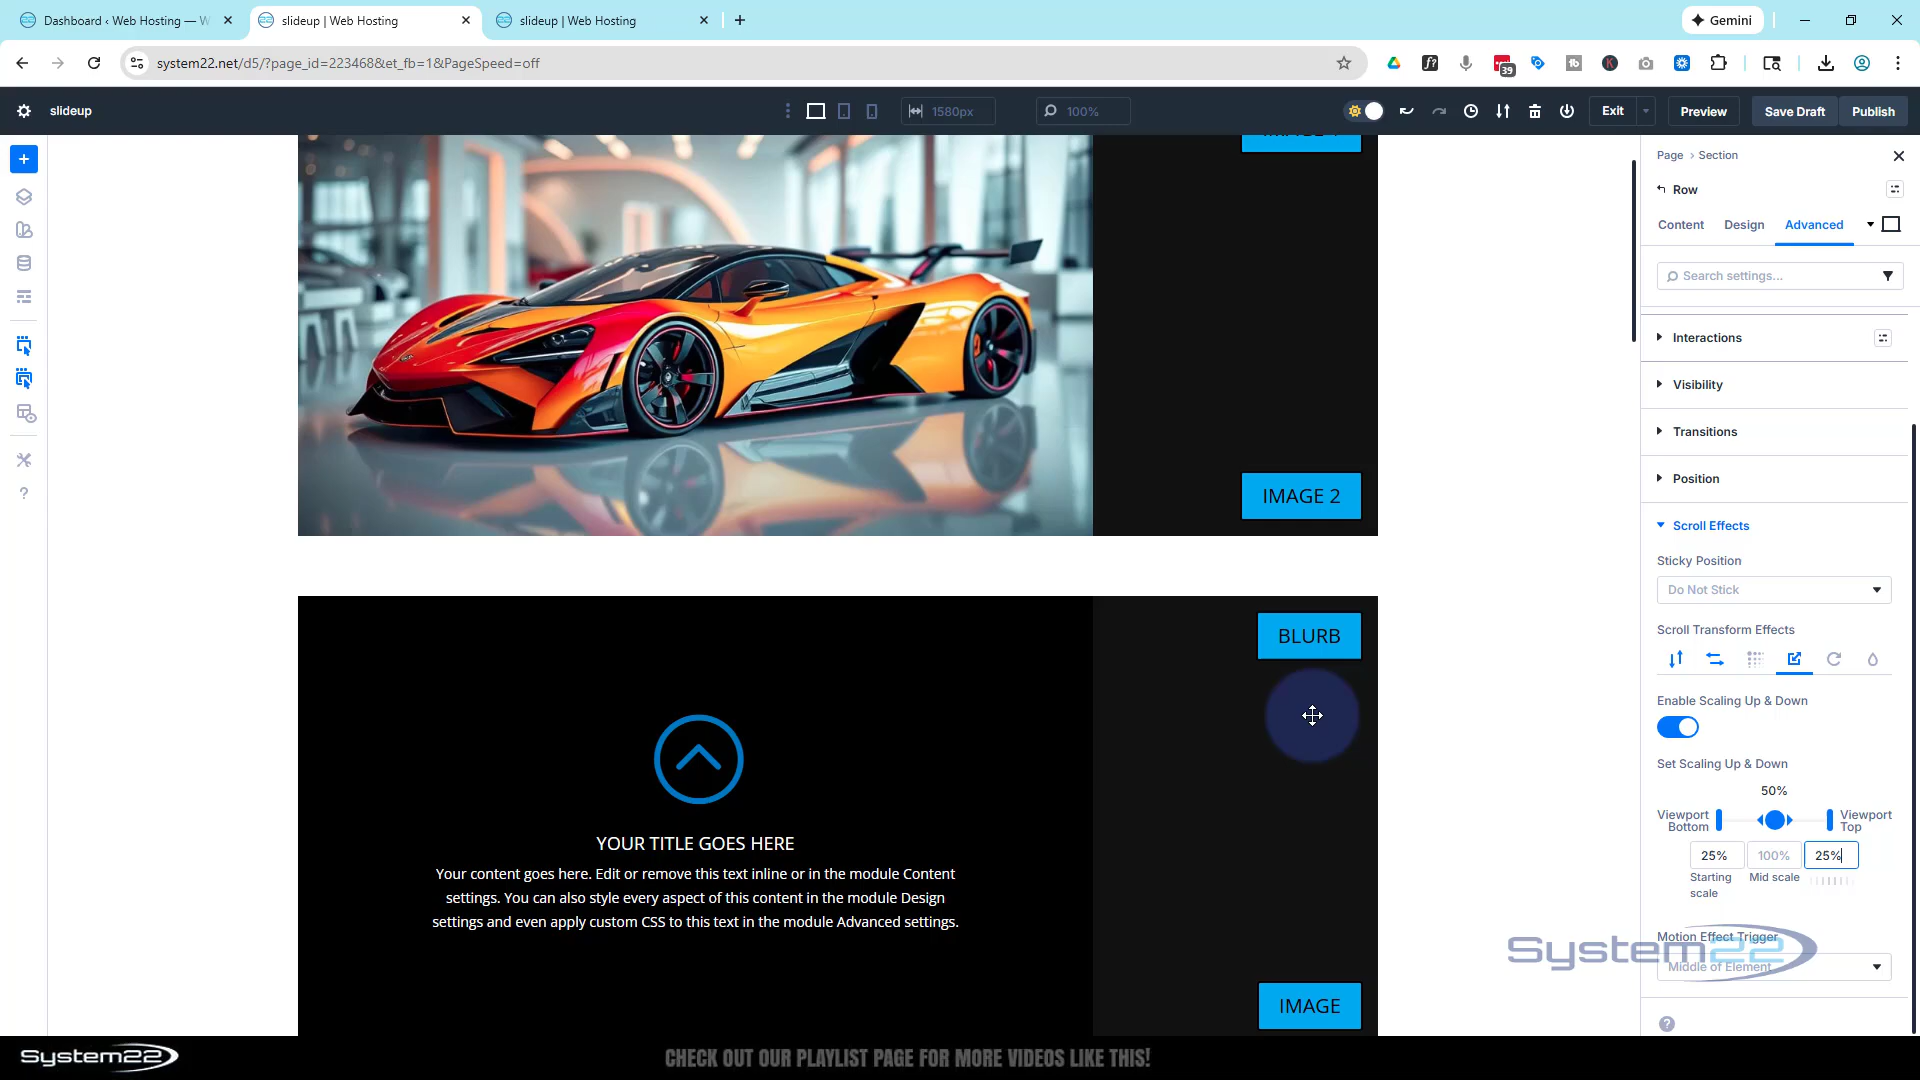 Dashboard ‹ Web Hosting — W
slideup | Web Hosting
slideup | Web Hosting
Gemini
system22.net/d5/?page_id=223468&et_fb=1&PageSpeed=off
39
slideup
1580px
100%
Exit
Preview
Save Draft
Publish
Page › Section
Row
Content
Design
Advanced
Search settings...
Interactions
Visibility
Transitions
Position
Scroll Effects
Sticky Position
Do Not Stick
Scroll Transform Effects
Enable Scaling Up & Down
Set Scaling Up & Down
50%
Viewport Bottom
Viewport Top
25%
100%
25%
Starting scale
Mid scale
Motion Effect Trigger
Middle of Element
IMAGE 2
BLURB
YOUR TITLE GOES HERE
Your content goes here. Edit or remove this text inline or in the module Content
settings. You can also style every aspect of this content in the module Design
settings and even apply custom CSS to this text in the module Advanced settings.
IMAGE
System22
System22
CHECK OUT OUR PLAYLIST PAGE FOR MORE VIDEOS LIKE THIS!